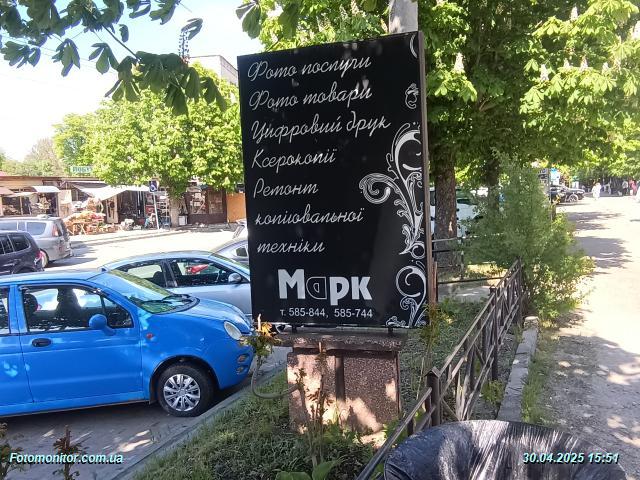 Фото послуги
Фото товари
Цифровий друк
Ксерокопії
Ремонт
копіювальної
техніки
Марк
т. 585-844, 585-744
Fotomonitor.com.ua
30.04.2025 15:51